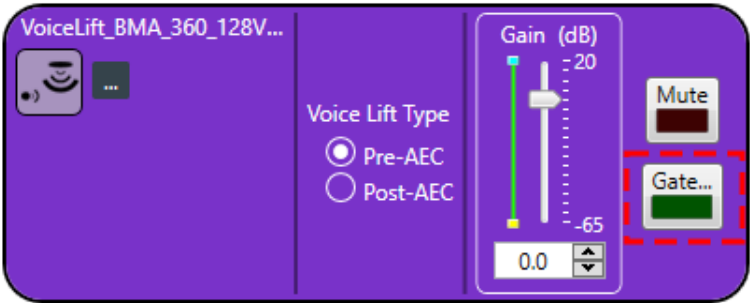 VoiceLift_BMA_360_128V...
...
Voice Lift Type
Pre-AEC
Post-AEC
Gain (dB)
20
-65
0.0
Mute
Gate...